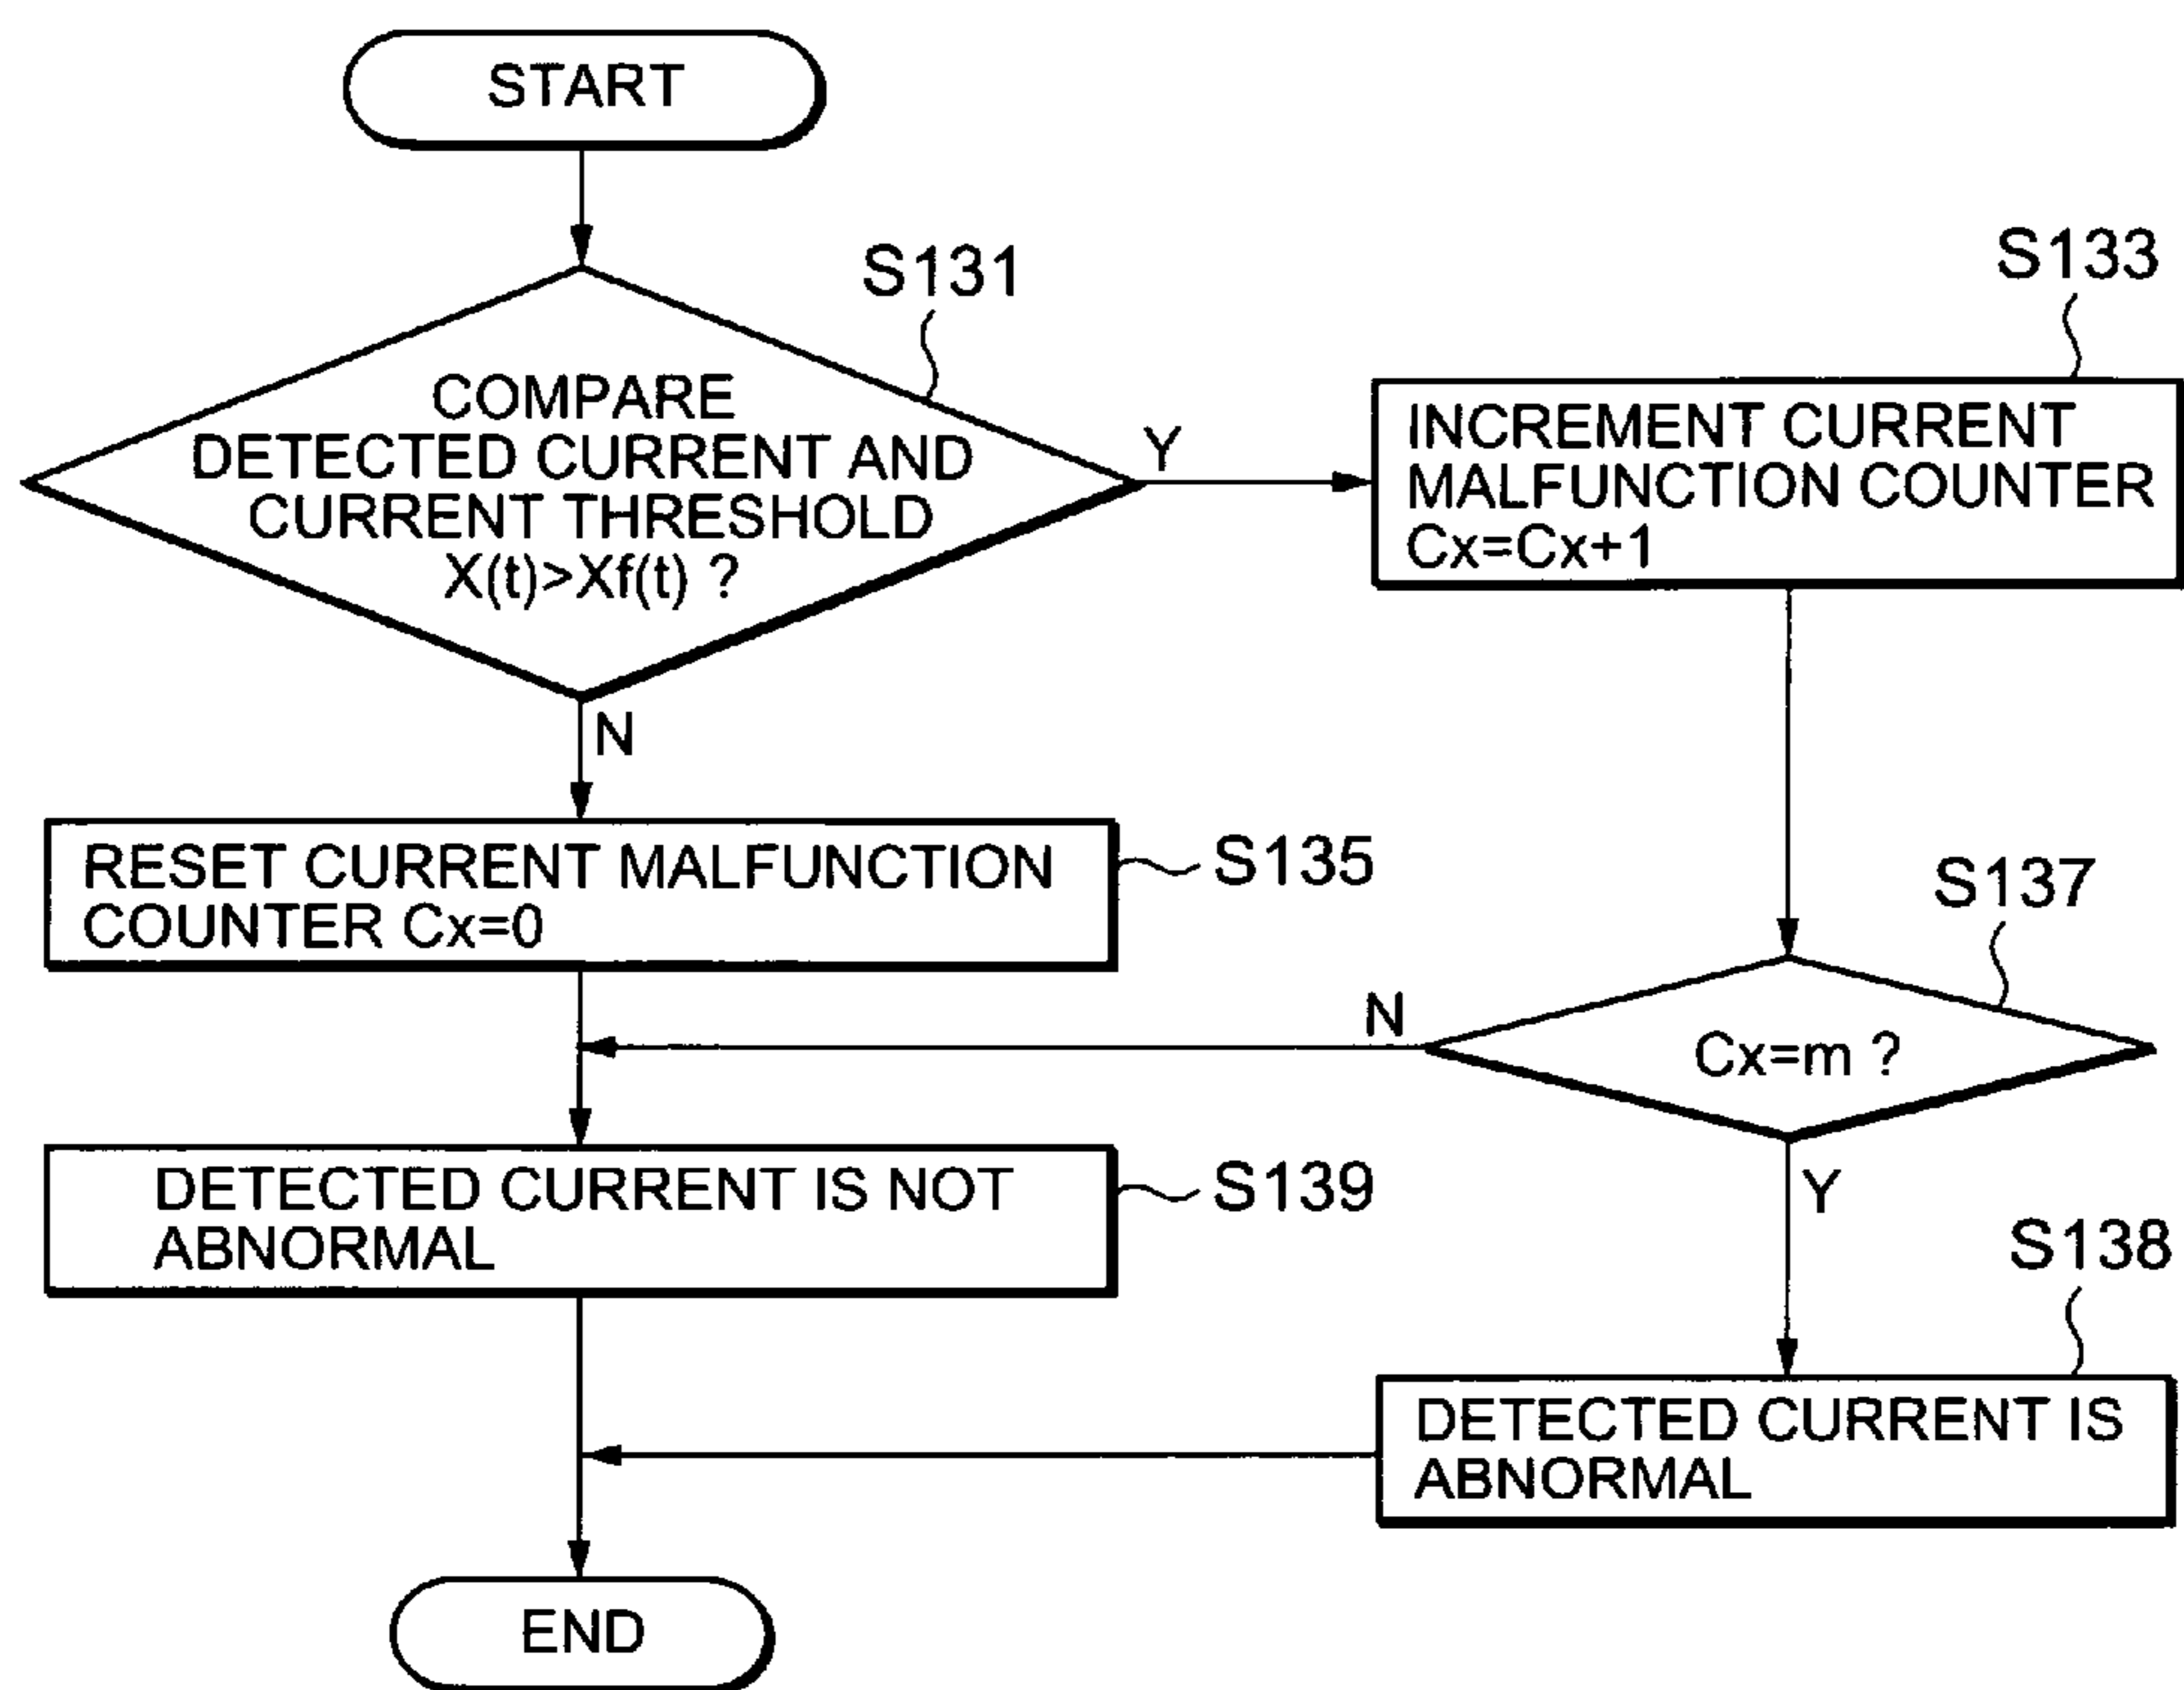 START
S131
COMPARE
DETECTED CURRENT AND
CURRENT THRESHOLD
X(t)>Xf(t) ?
Y
S133
INCREMENT CURRENT
MALFUNCTION COUNTER
Cx=Cx+1
N
RESET CURRENT MALFUNCTION
COUNTER Cx=0
S135
S137
Cx=m ?
N
Y
DETECTED CURRENT IS NOT
ABNORMAL
S139
S138
DETECTED CURRENT IS
ABNORMAL
END